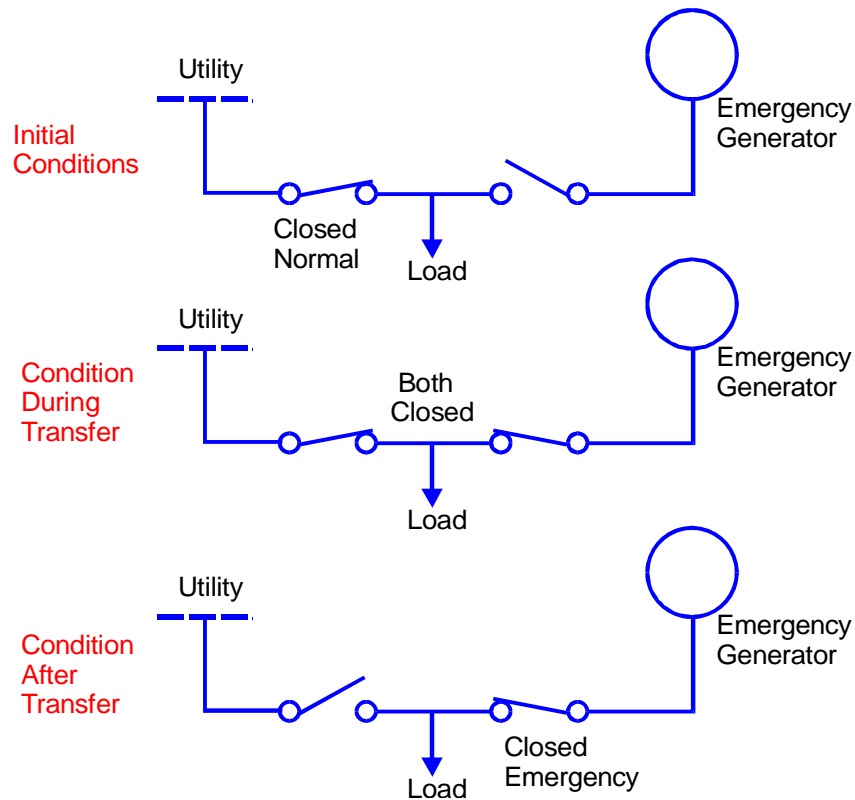 Utility
Initial
Conditions
Emergency
Generator
Closed
Normal
Load
Utility
Condition
During
Transfer
Both
Closed
Emergency
Generator
Load
Utility
Condition
After
Transfer
Emergency
Generator
Closed
Emergency
Load